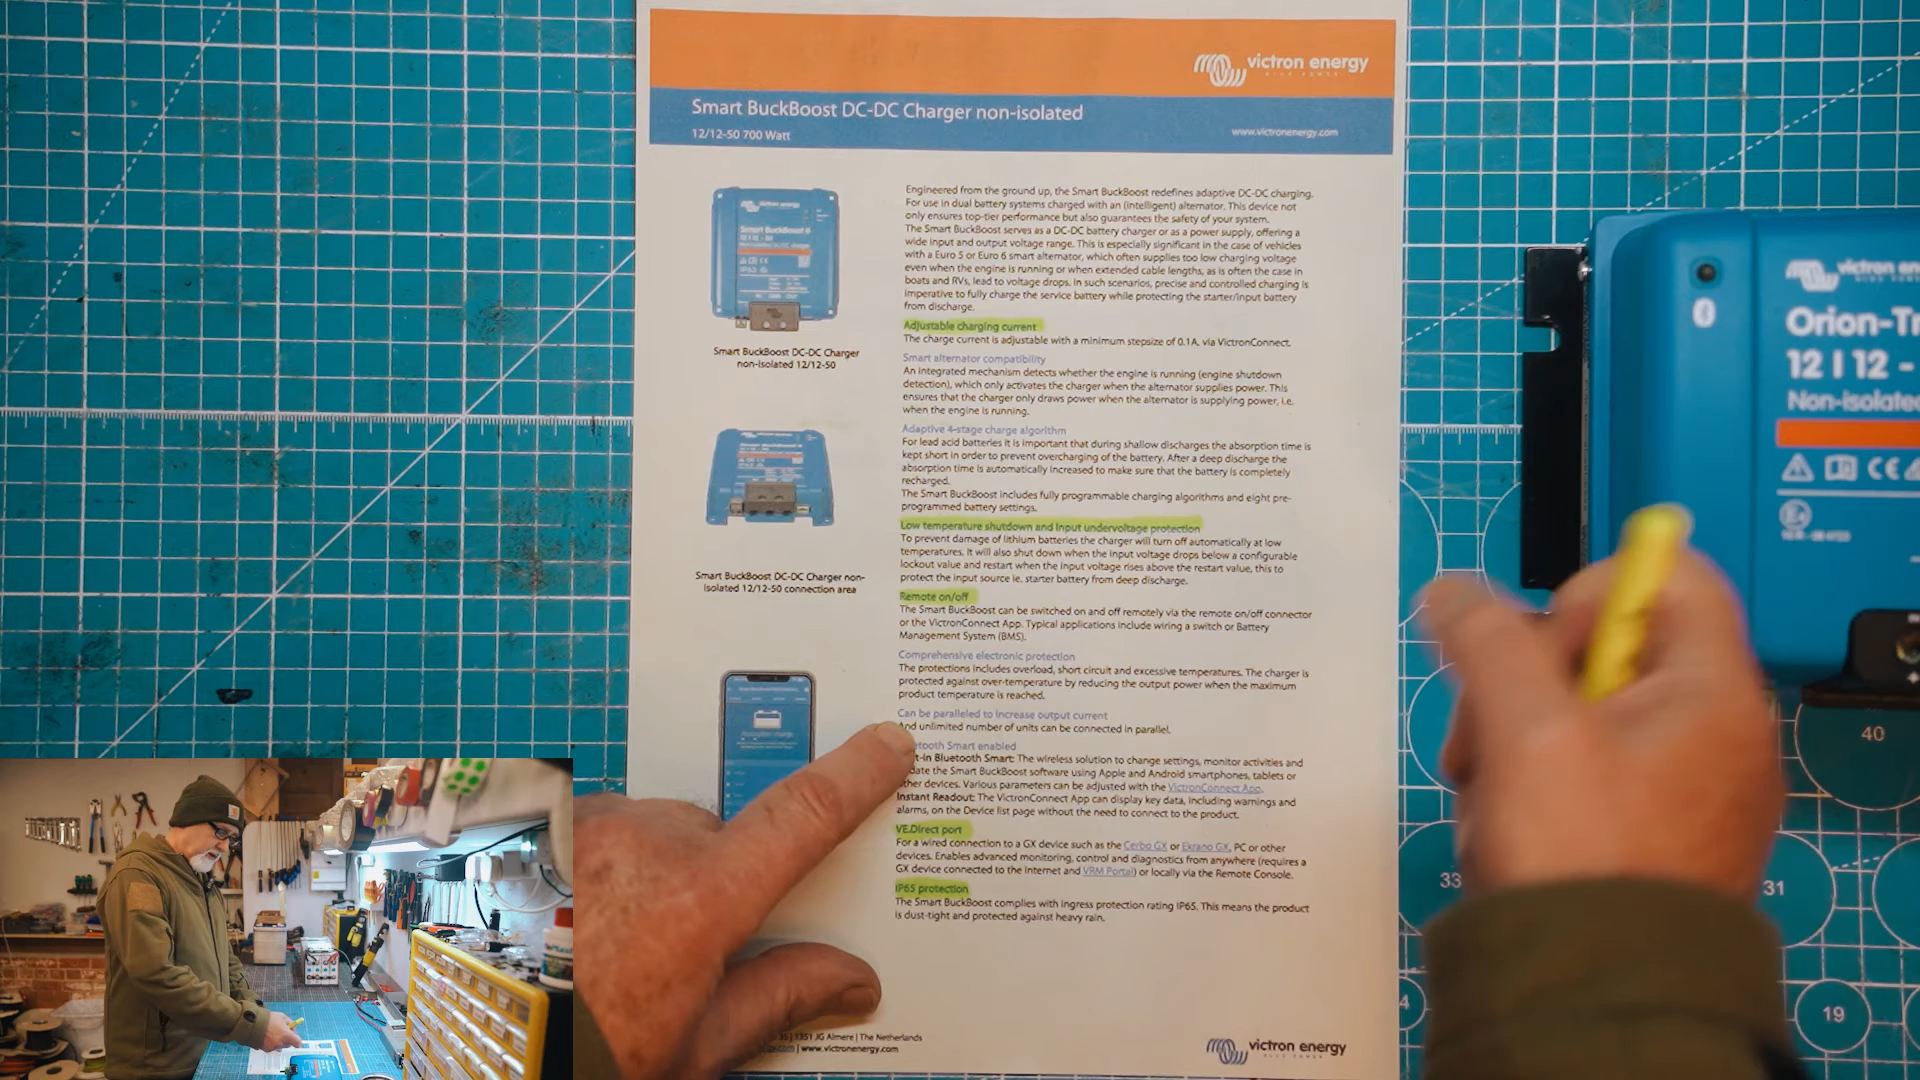 victron energy
BLUE POWER
Smart BuckBoost DC-DC Charger non-isolated
12/12-50 700 Watt
www.victronenergy.com
Smart BuckBoost DC-DC Charger
non-isolated 12/12-50
Smart BuckBoost DC-DC Charger non-
isolated 12/12-50 connection area
Engineered from the ground up, the Smart BuckBoost redefines adaptive DC-DC charging.
For use in dual battery systems charged with an (intelligent) alternator. This device not
only ensures top-tier performance but also guarantees the safety of your system.
The Smart BuckBoost serves as a DC-DC battery charger or as a power supply, offering a
wide input and output voltage range. This is especially significant in the case of vehicles
with a Euro 5 or Euro 6 smart alternator, which often supplies too low charging voltage
even when the engine is running or when extended cable lengths, as is often the case in
boats and RVs, lead to voltage drops. In such scenarios, precise and controlled charging is
imperative to fully charge the service battery while protecting the starter/input battery
from discharge.
Adjustable charging current
The charge current is adjustable with a minimum stepsize of 0.1A. via VictronConnect.
Smart alternator compatibility
An integrated mechanism detects whether the engine is running (engine shutdown
detection), which only activates the charger when the alternator supplies power. This
ensures that the charger only draws power when the alternator is supplying power, i.e.
when the engine is running.
Adaptive 4-stage charge algorithm
For lead acid batteries it is important that during shallow discharges the absorption time is
kept short in order to prevent overcharging of the battery. After a deep discharge the
absorption time is automatically increased to make sure that the battery is completely
recharged.
The Smart BuckBoost includes fully programmable charging algorithms and eight pre-
programmed battery settings.
Low temperature shutdown and input undervoltage protection
To prevent damage of lithium batteries the charger will turn off automatically at low
temperatures. It will also shut down when the input voltage drops below a configurable
lockout value and restart when the input voltage rises above the restart value, this to
protect the input source ie. starter battery from deep discharge.
Remote on/off
The Smart BuckBoost can be switched on and off remotely via the remote on/off connector
or the VictronConnect App. Typical applications include wiring a switch or Battery
Management System (BMS).
Comprehensive electronic protection
The protections includes overload, short circuit and excessive temperatures. The charger is
protected against over-temperature by reducing the output power when the maximum
product temperature is reached.
Can be paralleled to increase output current
And unlimited number of units can be connected in parallel.
etooth Smart enabled
t-in Bluetooth Smart: The wireless solution to change settings, monitor activities and
date the Smart BuckBoost software using Apple and Android smartphones, tablets or
ther devices. Various parameters can be adjusted with the VictronConnect App.
Instant Readout: The VictronConnect App can display key data, including warnings and
alarms, on the Device list page without the need to connect to the product.
VE.Direct port
For a wired connection to a GX device such as the Cerbo GX or Ekrano GX, PC or other
devices. Enables advanced monitoring, control and diagnostics from anywhere (requires a
GX device connected to the internet and VRM Portal) or locally via the Remote Console.
IP65 protection
The Smart BuckBoost complies with ingress protection rating IP65. This means the product
is dust-tight and protected against heavy rain.
35 | 1351 JG Almere | The Netherlands
| www.victronenergy.com
victron energy
BLUE POWER
victron en
Orion-Tr
12 | 12 -
Non-isolated
CE
40
33
31
4
19